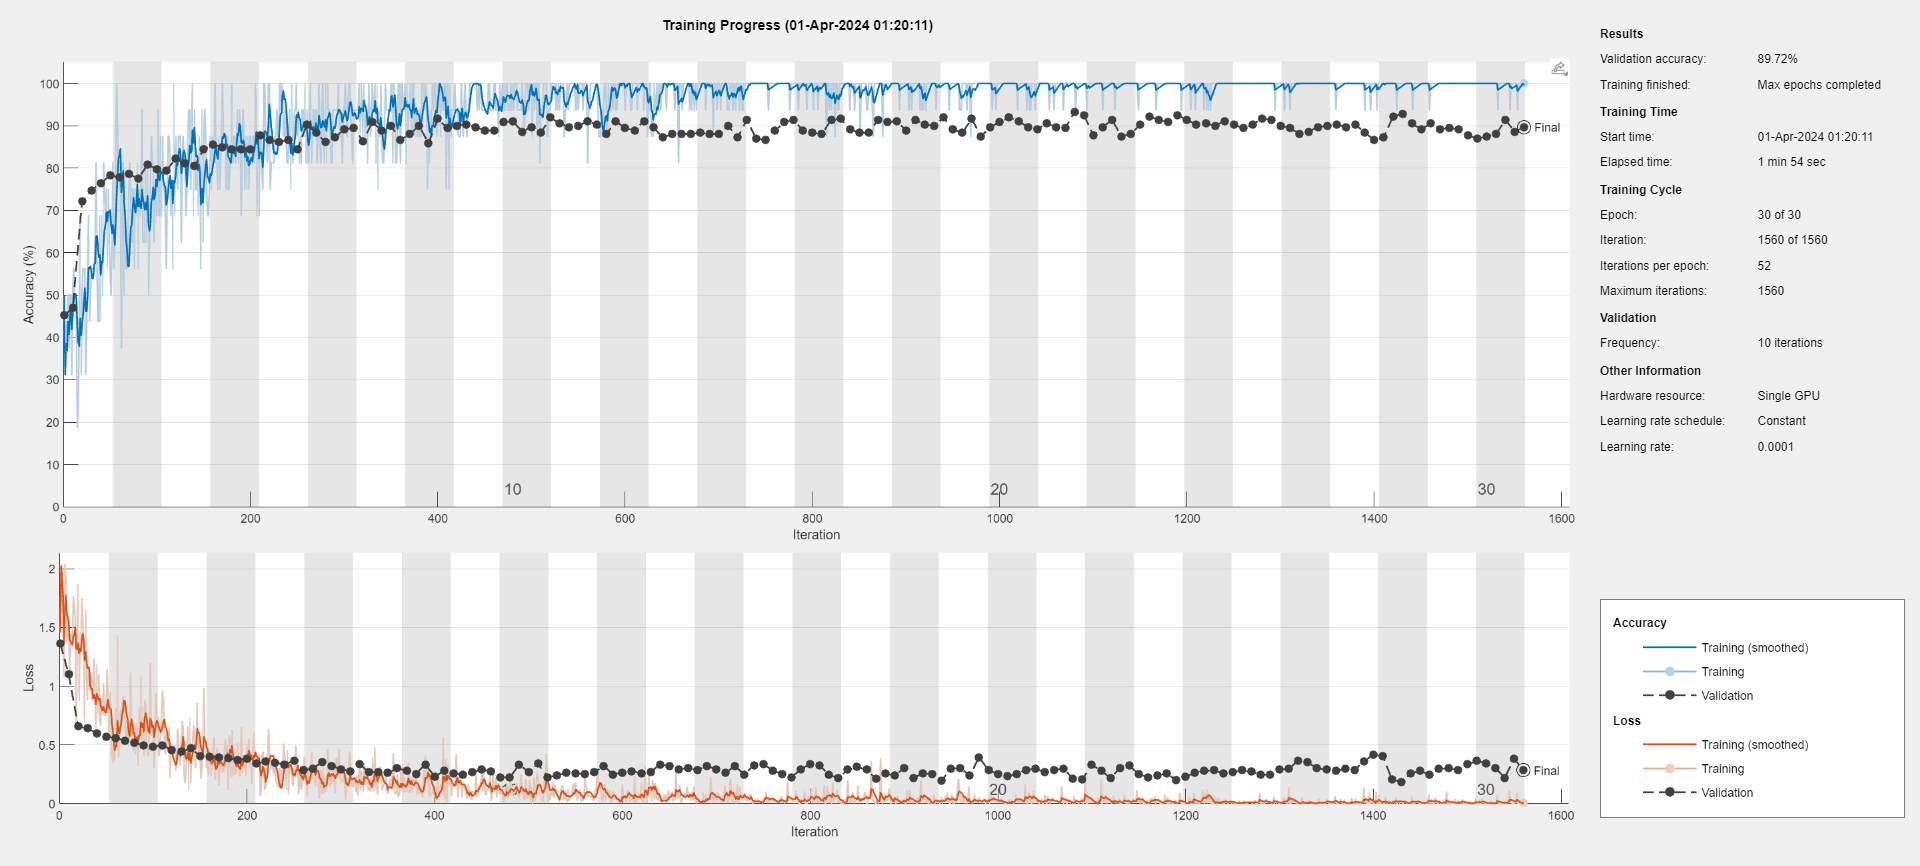 Training Progress (01-Apr-2024 01:20:11)
100
90
80
70
60
50
40
30
20
10
0
Accuracy (%)
Final
10
20
30
0
200
400
600
800
1000
1200
1400
1600
Iteration
2
1.5
1
0.5
0
Loss
Final
20
30
0
200
400
600
800
1000
1200
1400
1600
Iteration
Results
Validation accuracy: 89.72%
Training finished: Max epochs completed
Training Time
Start time: 01-Apr-2024 01:20:11
Elapsed time: 1 min 54 sec
Training Cycle
Epoch: 30 of 30
Iteration: 1560 of 1560
Iterations per epoch: 52
Maximum iterations: 1560
Validation
Frequency: 10 iterations
Other Information
Hardware resource: Single GPU
Learning rate schedule: Constant
Learning rate: 0.0001
Accuracy
Training (smoothed)
Training
Validation
Loss
Training (smoothed)
Training
Validation